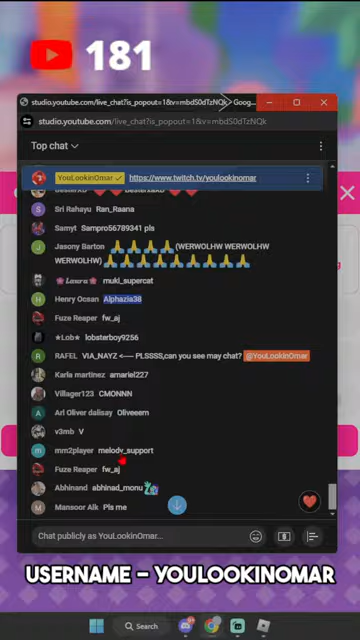 181
studio.youtube.com/live_chat?is_popout=1&v=mbdS0dTzNQk - Goog...
studio.youtube.com/live_chat?is_popout=1&v=mbdS0dTzNQk
Top chat
YouLookinOmar https://www.twitch.tv/youlookinomar
Sri Rahayu Ran_Raana
Samyt Sampro56789341 pls
Jasony Barton 🙏🙏🙏🙏🙏 (WERWOLHW WERWOLHW
WERWOLHW) 🙏🙏🙏🙏🙏🙏🙏🙏🙏
🌸 Laura 🌸 muki_supercat
Henry Ocsan Alphazia38
Fuze Reaper fw_aj
★Lob★ lobsterboy9256
RAFEL VIA_NAYZ <---- PLSSSS,can you see may chat? @YouLookinOmar
Karla martínez amariel227
Villager123 CMONNN
Arl Oliver dalisay Oliveeem
v3mb V
mm2player melody_support
Fuze Reaper fw_aj
Abhinand abhinad_monu
Mansoor Alk Pls me
Chat publicly as YouLookinOmar...
USERNAME - YOULOOKINOMAR
Search